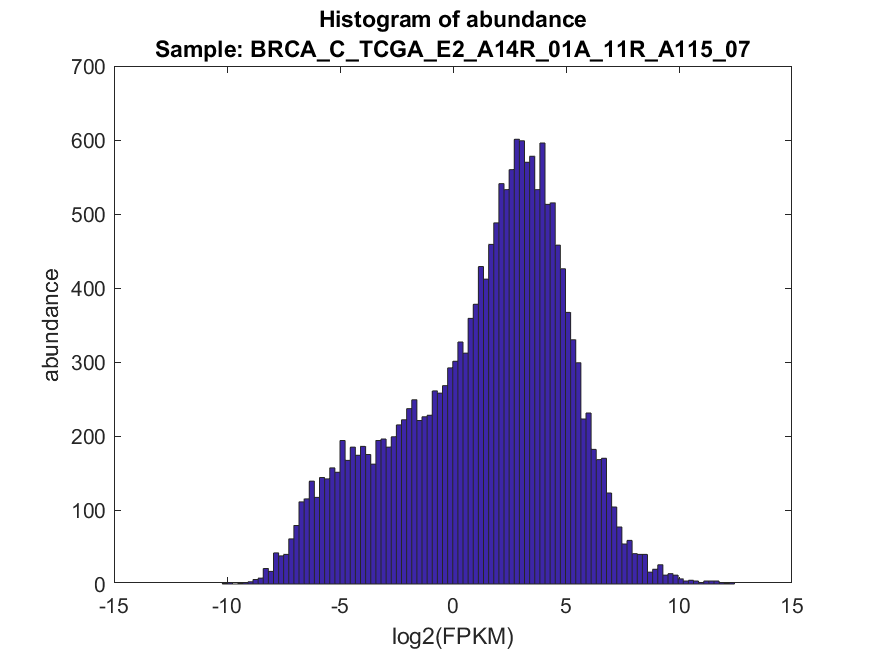 Histogram of abundance
Sample: BRCA_C_TCGA_E2_A14R_01A_11R_A115_07
700
600
500
400
300
200
100
0
abundance
-15 -10 -5 0 5 10 15
log2(FPKM)